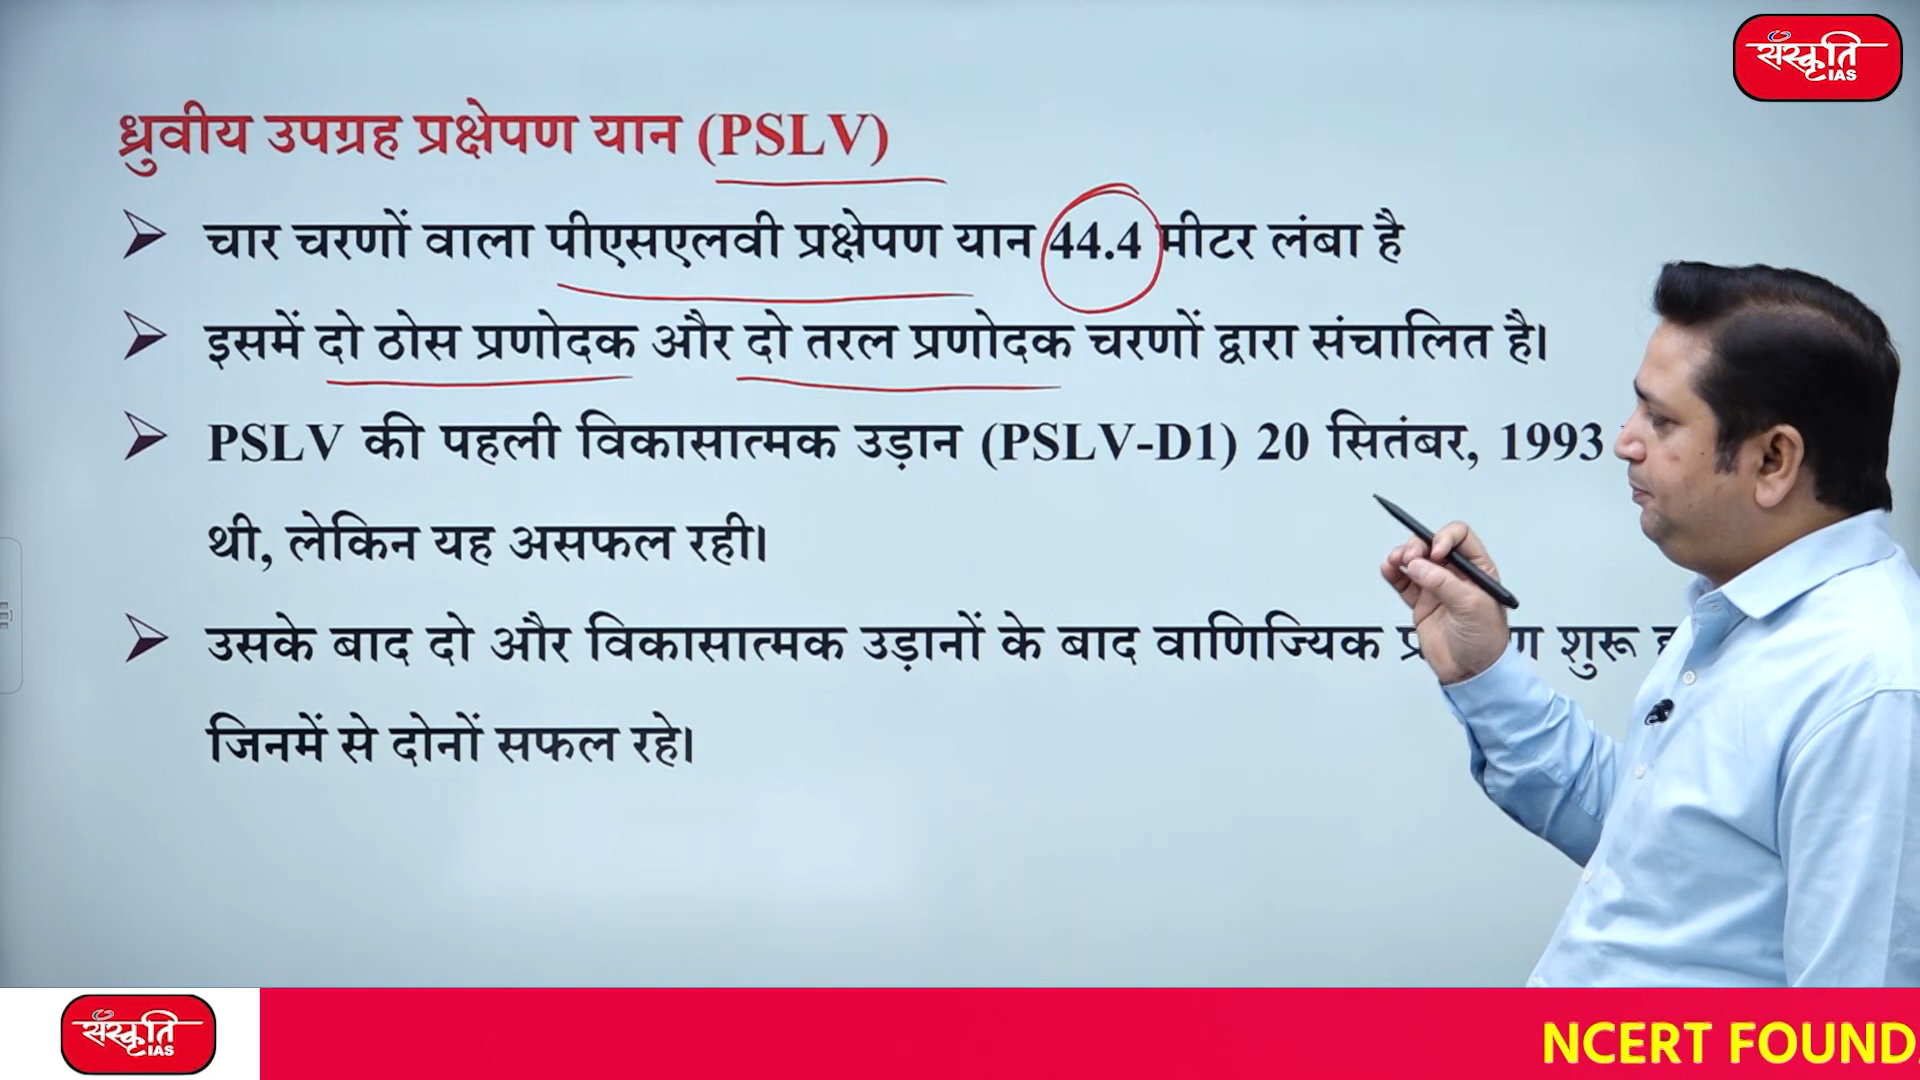 संस्कृति
IAS
ध्रुवीय उपग्रह प्रक्षेपण यान (PSLV)
चार चरणों वाला पीएसएलवी प्रक्षेपण यान 44.4 मीटर लंबा है
इसमें दो ठोस प्रणोदक और दो तरल प्रणोदक चरणों द्वारा संचालित है।
PSLV की पहली विकासात्मक उड़ान (PSLV-D1) 20 सितंबर, 1993
थी, लेकिन यह असफल रही।
उसके बाद दो और विकासात्मक उड़ानों के बाद वाणिज्यिक शुरू
जिनमें से दोनों सफल रहे।
संस्कृति
IAS
NCERT FOUND